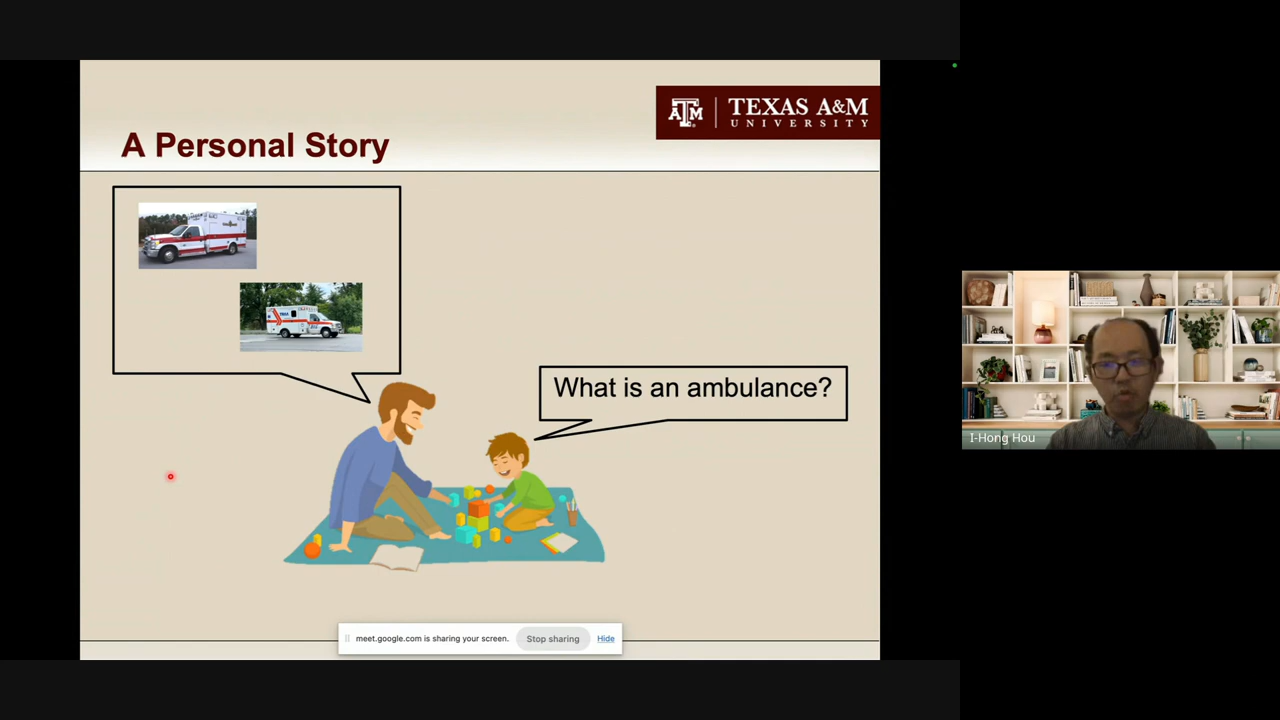 A Personal Story
ĀM
TEXAS A&M
UNIVERSITY
What is an ambulance?
I-Hong Hou
meet.google.com is sharing your screen.
Stop sharing
Hide